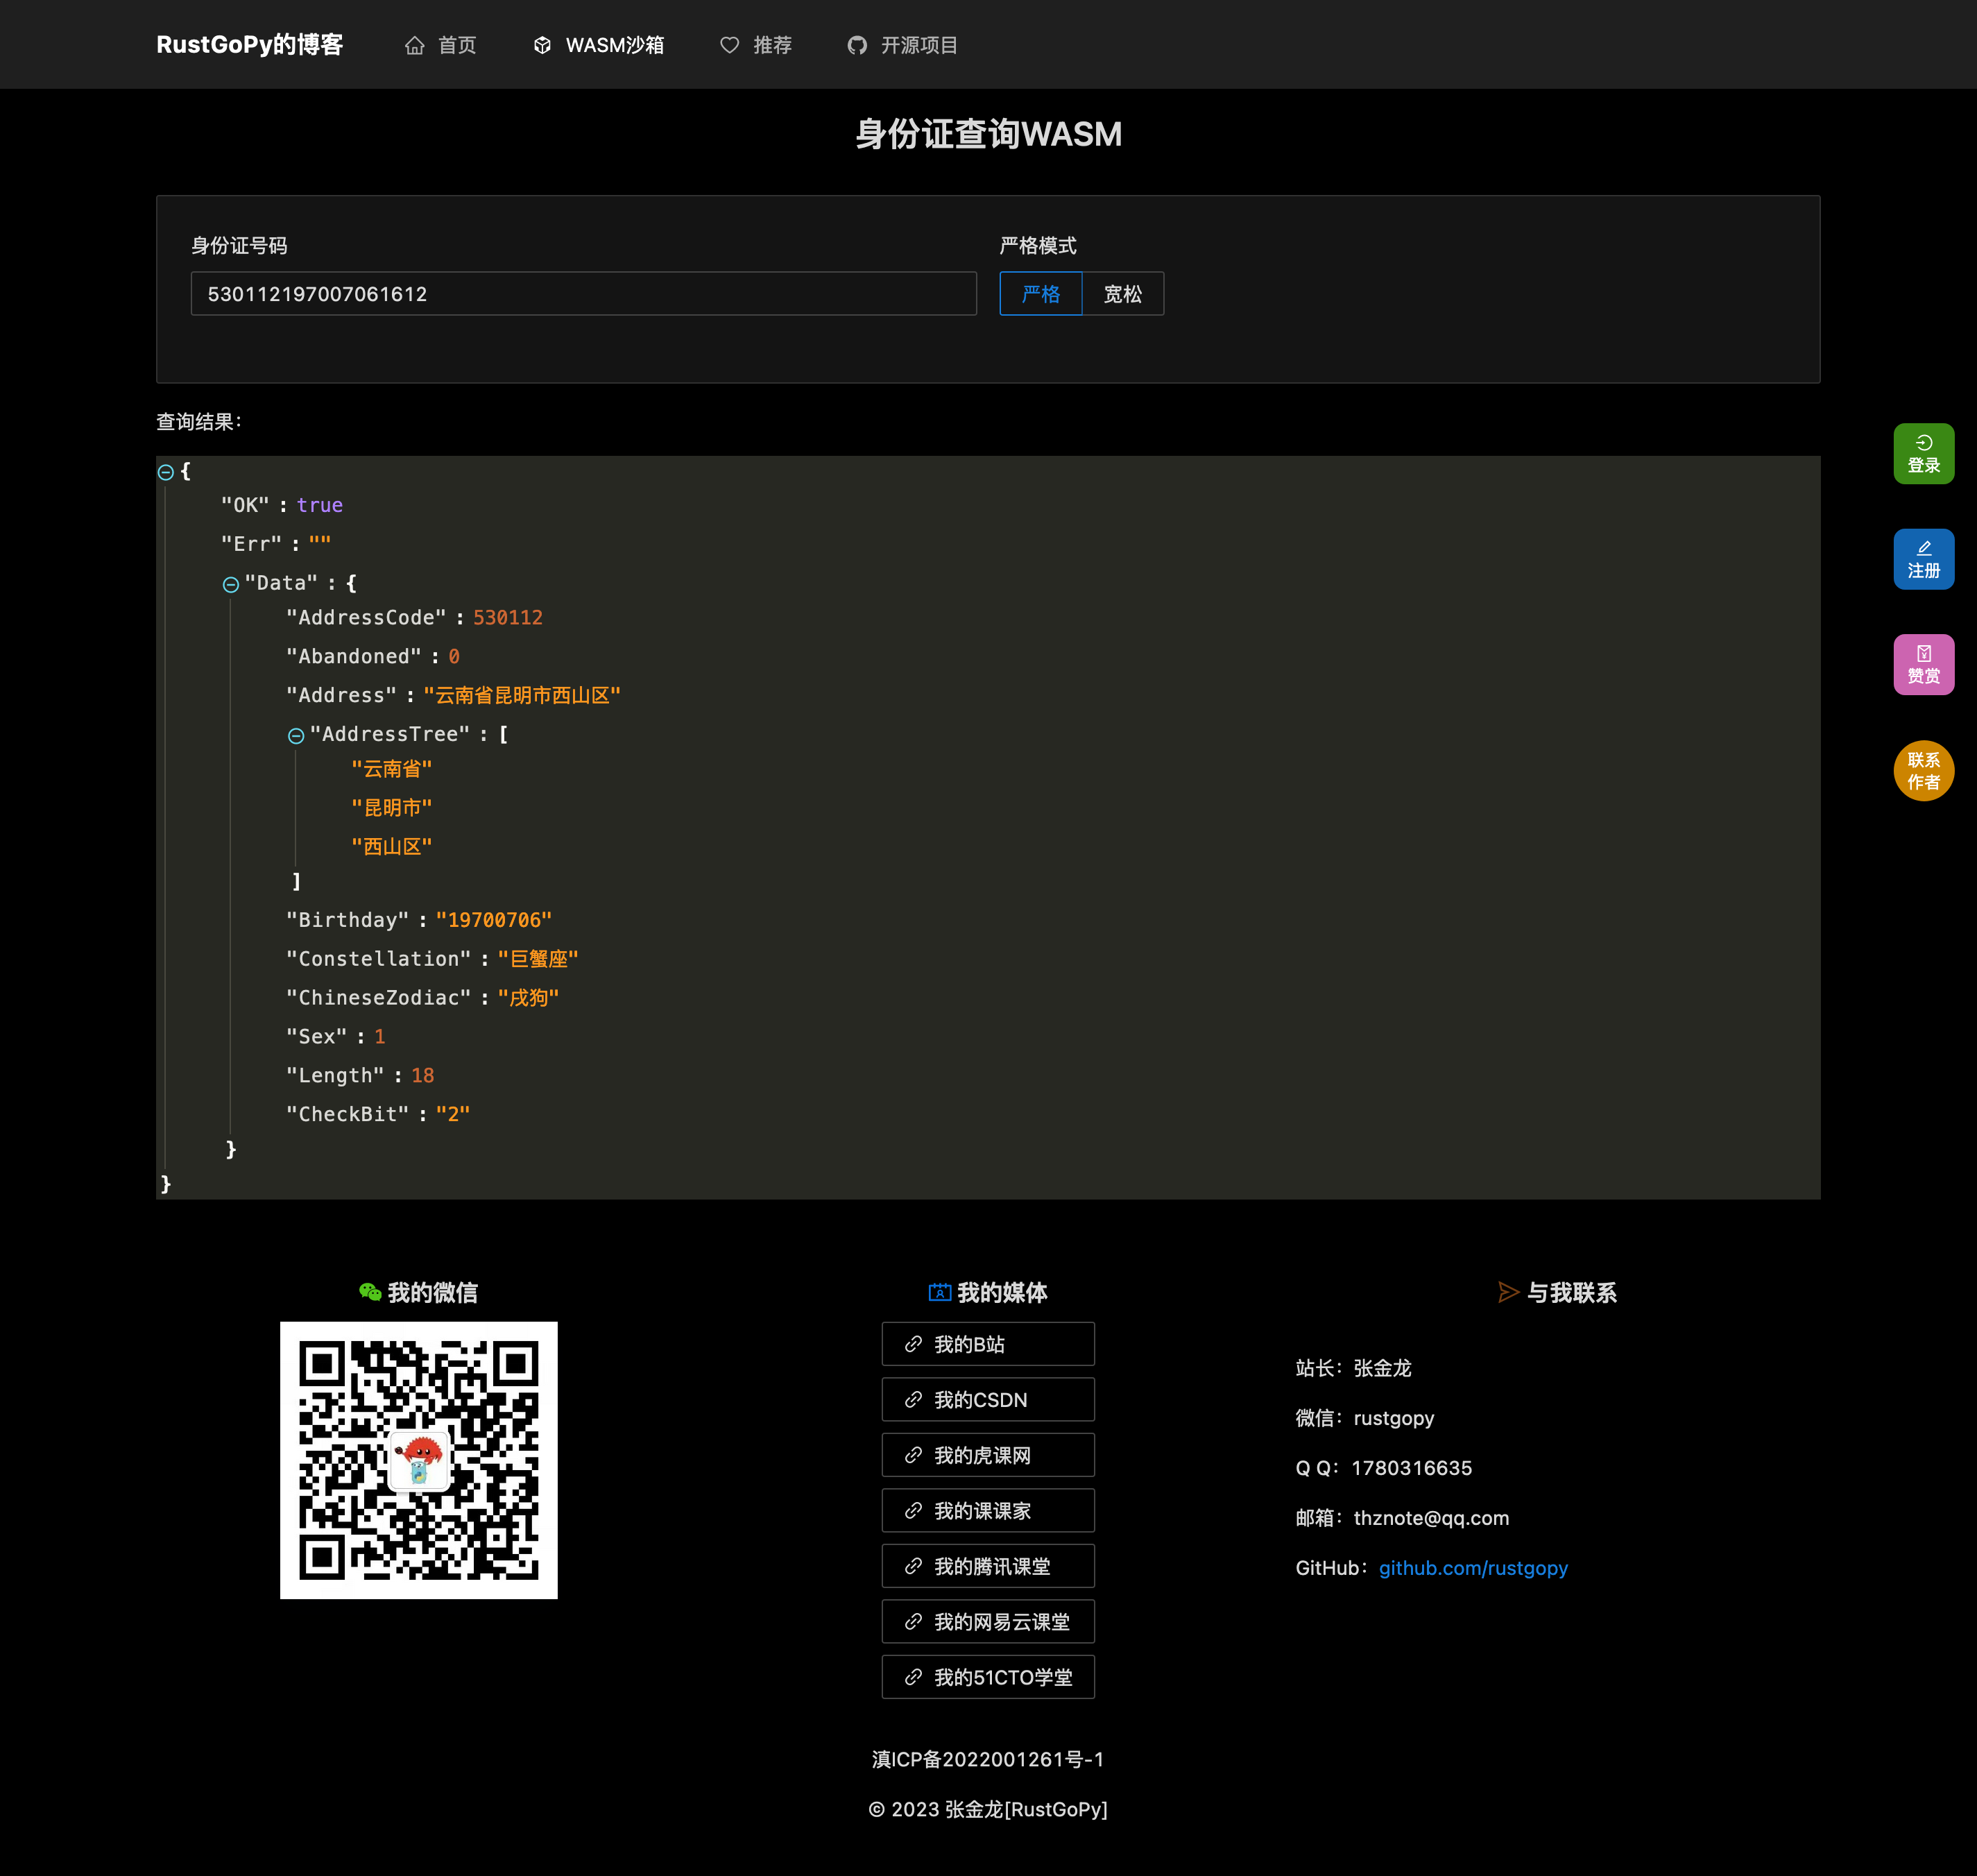 RustGoPy的博客 首页 WASM沙箱 推荐 开源项目
身份证查询WASM
身份证号码 严格模式
530112197007061612 严格 宽松
查询结果：
{
"OK" : true
"Err" : ""
"Data" : {
"AddressCode" : 530112
"Abandoned" : 0
"Address" : "云南省昆明市西山区"
"AddressTree" : [
"云南省"
"昆明市"
"西山区"
]
"Birthday" : "19700706"
"Constellation" : "巨蟹座"
"ChineseZodiac" : "戌狗"
"Sex" : 1
"Length" : 18
"CheckBit" : "2"
}
}
登录
注册
赞赏
联系
作者
我的微信
我的媒体
我的B站
我的CSDN
我的虎课网
我的课课家
我的腾讯课堂
我的网易云课堂
我的51CTO学堂
与我联系
站长：张金龙
微信：rustgopy
Q Q：1780316635
邮箱：thznote@qq.com
GitHub：github.com/rustgopy
滇ICP备2022001261号-1
© 2023 张金龙[RustGoPy]